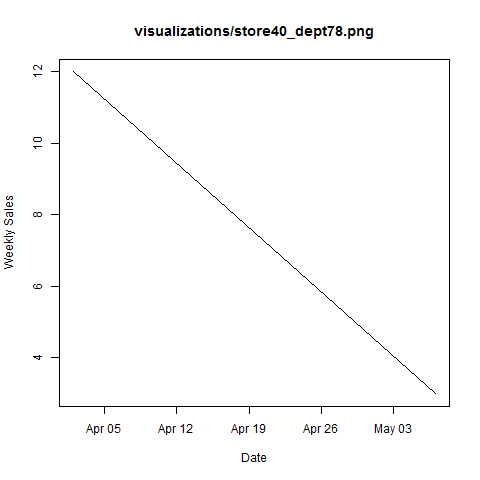 visualizations/store40_dept78.png
Weekly Sales
12
10
8
6
4
Apr 05 Apr 12 Apr 19 Apr 26 May 03
Date